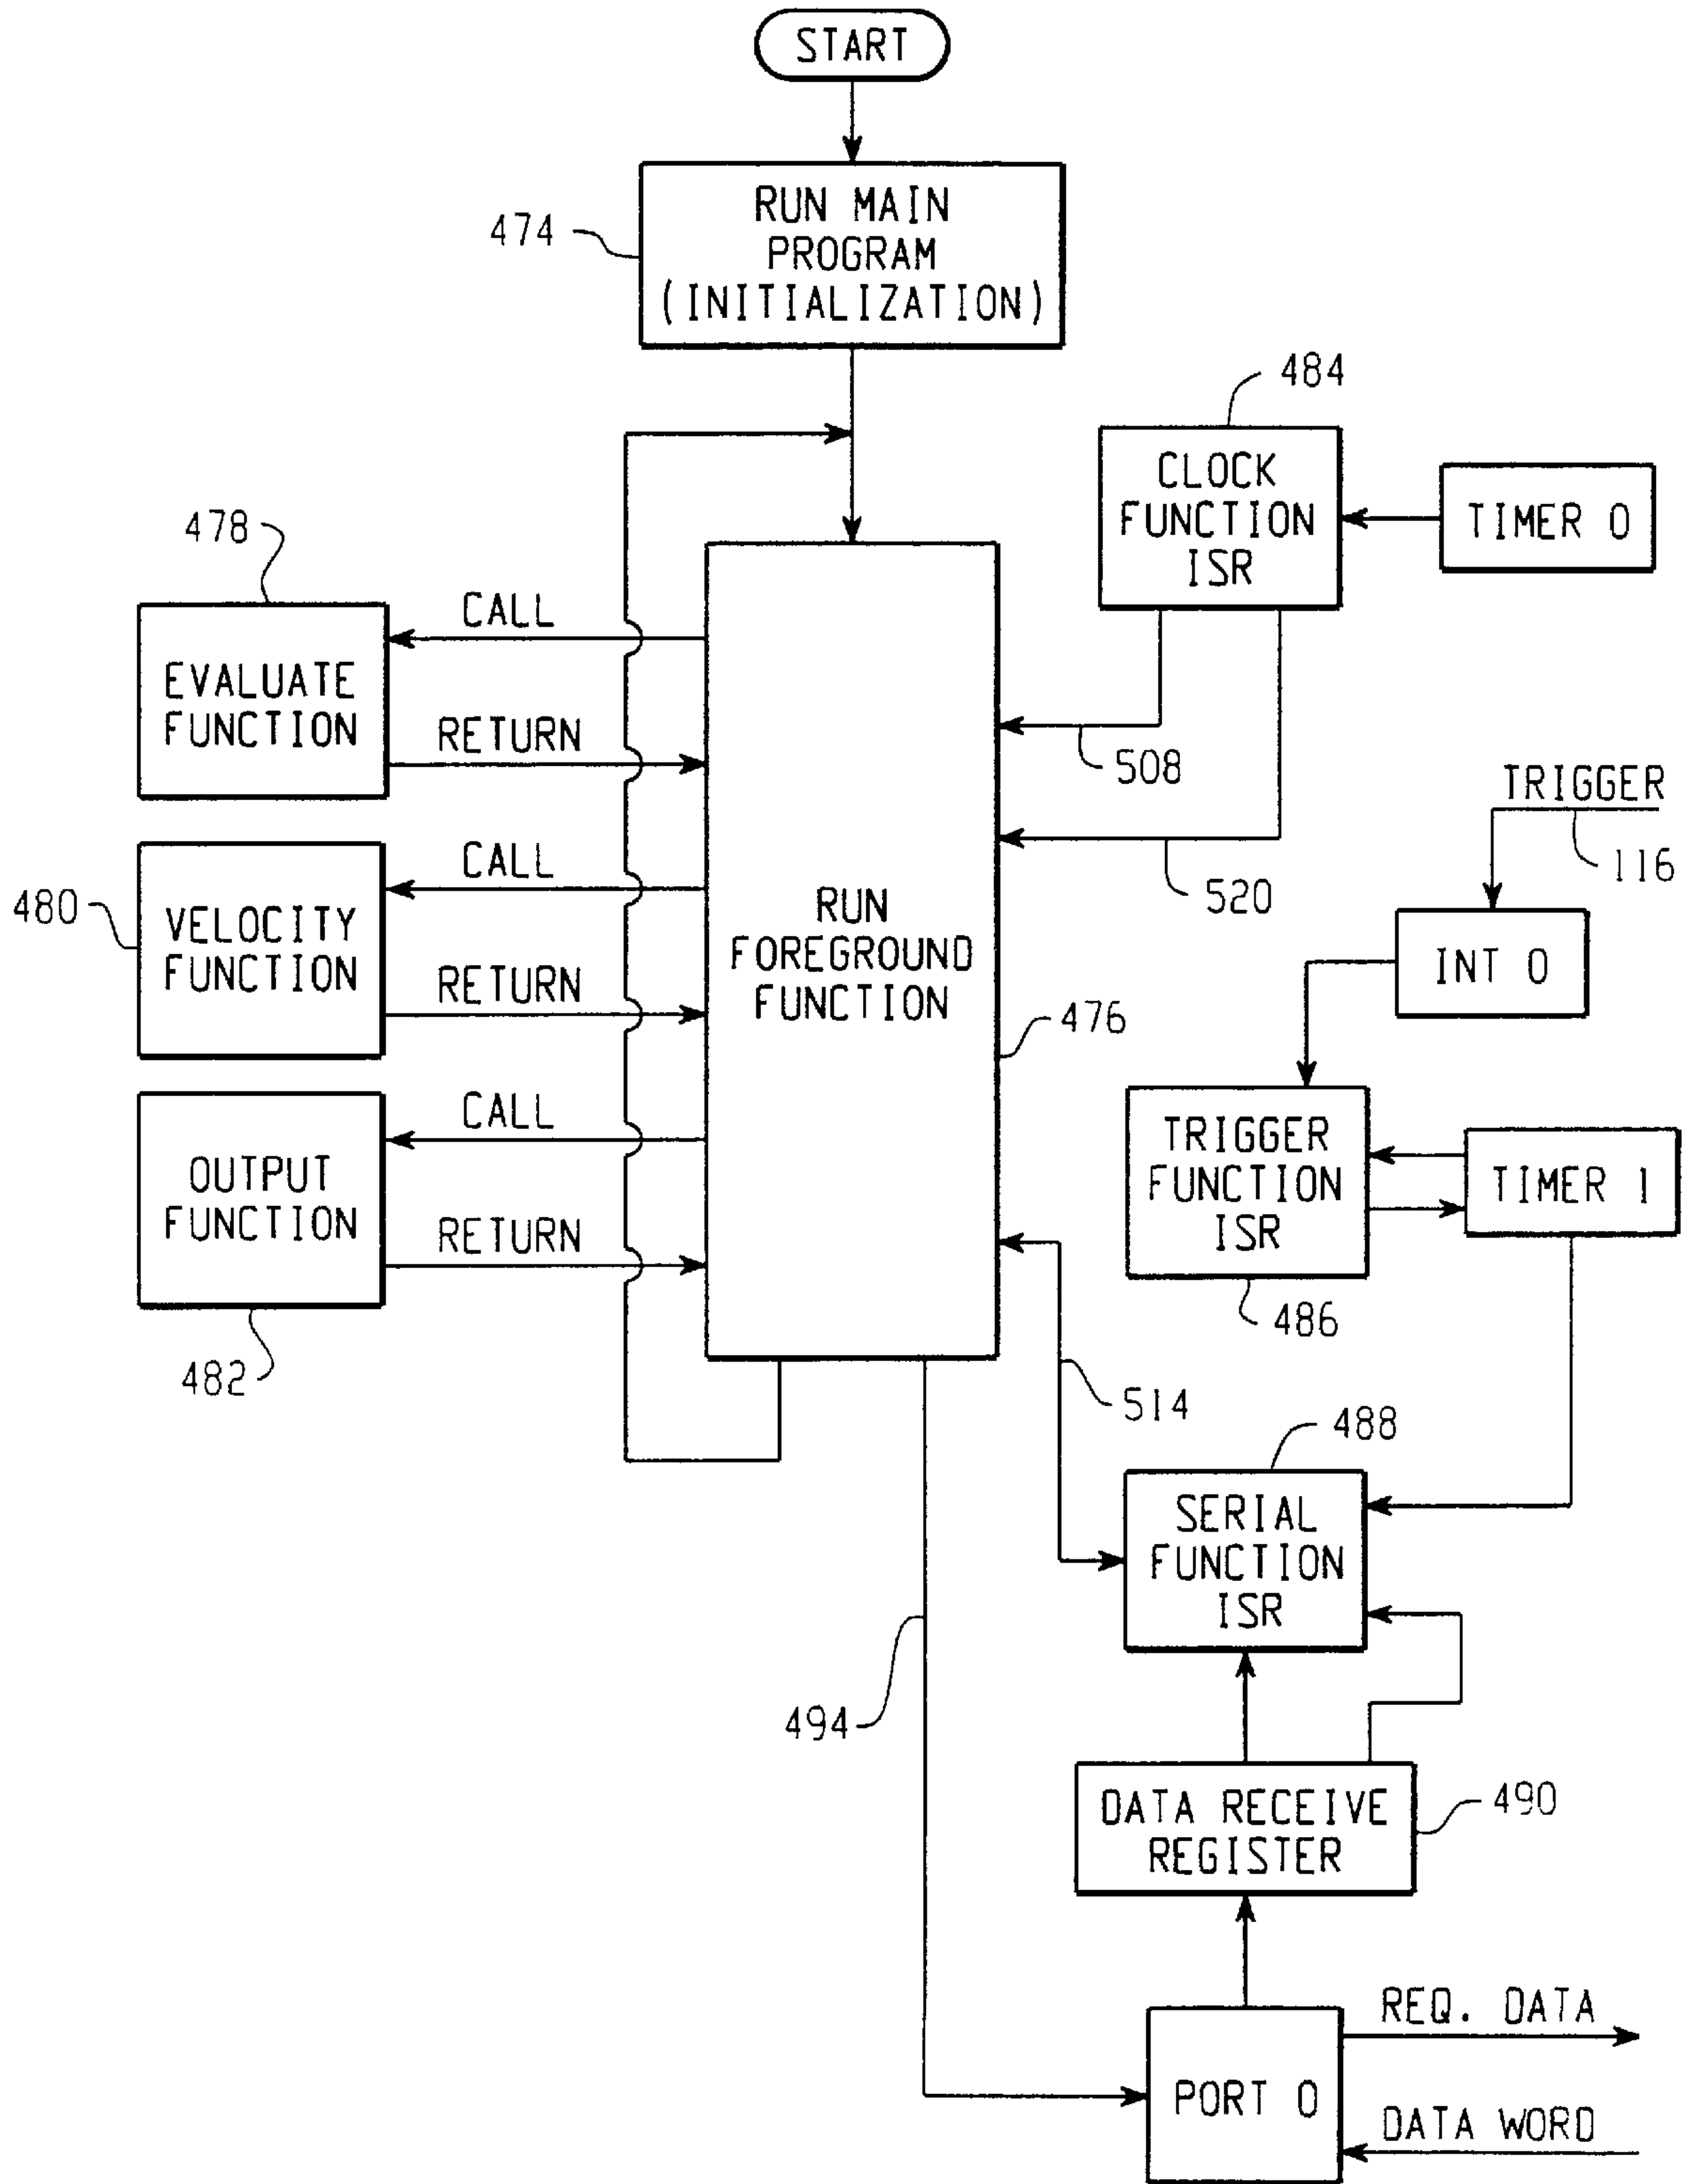 START
RUN MAIN
PROGRAM
(INITIALIZATION)
474
484
CLOCK
FUNCTION
ISR
TIMER 0
478
CALL
EVALUATE
FUNCTION
RETURN
508
TRIGGER
116
520
480
CALL
VELOCITY
FUNCTION
RETURN
RUN
FOREGROUND
FUNCTION
INT 0
476
CALL
OUTPUT
FUNCTION
RETURN
482
TRIGGER
FUNCTION
ISR
TIMER 1
486
514
488
SERIAL
FUNCTION
ISR
494
DATA RECEIVE
REGISTER
490
REQ. DATA
PORT 0
DATA WORD